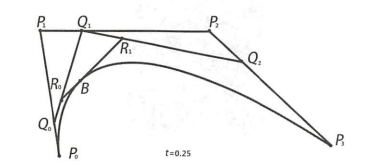 P₁ Q₁ P₂
R₁
Q₂
R₀ B
Q₀
P₀ t=0.25 P₃